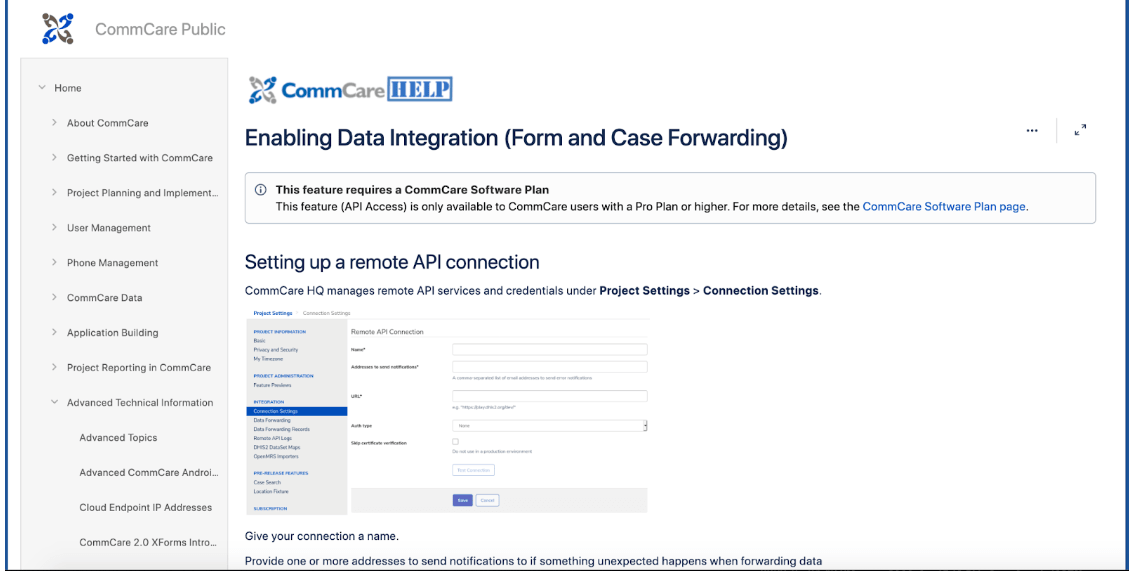 CommCare Public
Home
About CommCare
Getting Started with CommCare
Project Planning and Implement...
User Management
Phone Management
CommCare Data
Application Building
Project Reporting in CommCare
Advanced Technical Information
Advanced Topics
Advanced CommCare Androi...
Cloud Endpoint IP Addresses
CommCare 2.0 XForms Intro...
CommCare HELP
Enabling Data Integration (Form and Case Forwarding)
This feature requires a CommCare Software Plan
This feature (API Access) is only available to CommCare users with a Pro Plan or higher. For more details, see the CommCare Software Plan page.
Setting up a remote API connection
CommCare HQ manages remote API services and credentials under Project Settings > Connection Settings.
Project Settings > Connection Settings
PROJECT INFORMATION
Basic
Privacy and Security
My Timezone
PROJECT ADMINISTRATION
Feature Previews
INTEGRATION
Connection Settings
Data Forwarding
Data Forwarding Records
Remote API Logs
DHIS2 DataSet Maps
OpenMRS Importers
PRE-RELEASE FEATURES
Case Search
Location Fixture
SUBSCRIPTION
Remote API Connection
Name*
Addresses to send notifications*
A comma-separated list of email addresses to send error notifications
URL*
Auth type
None
Skip certificate verification
Do not use in a production environment
Test Connection
Save
Cancel
Give your connection a name.
Provide one or more addresses to send notifications to if something unexpected happens when forwarding data